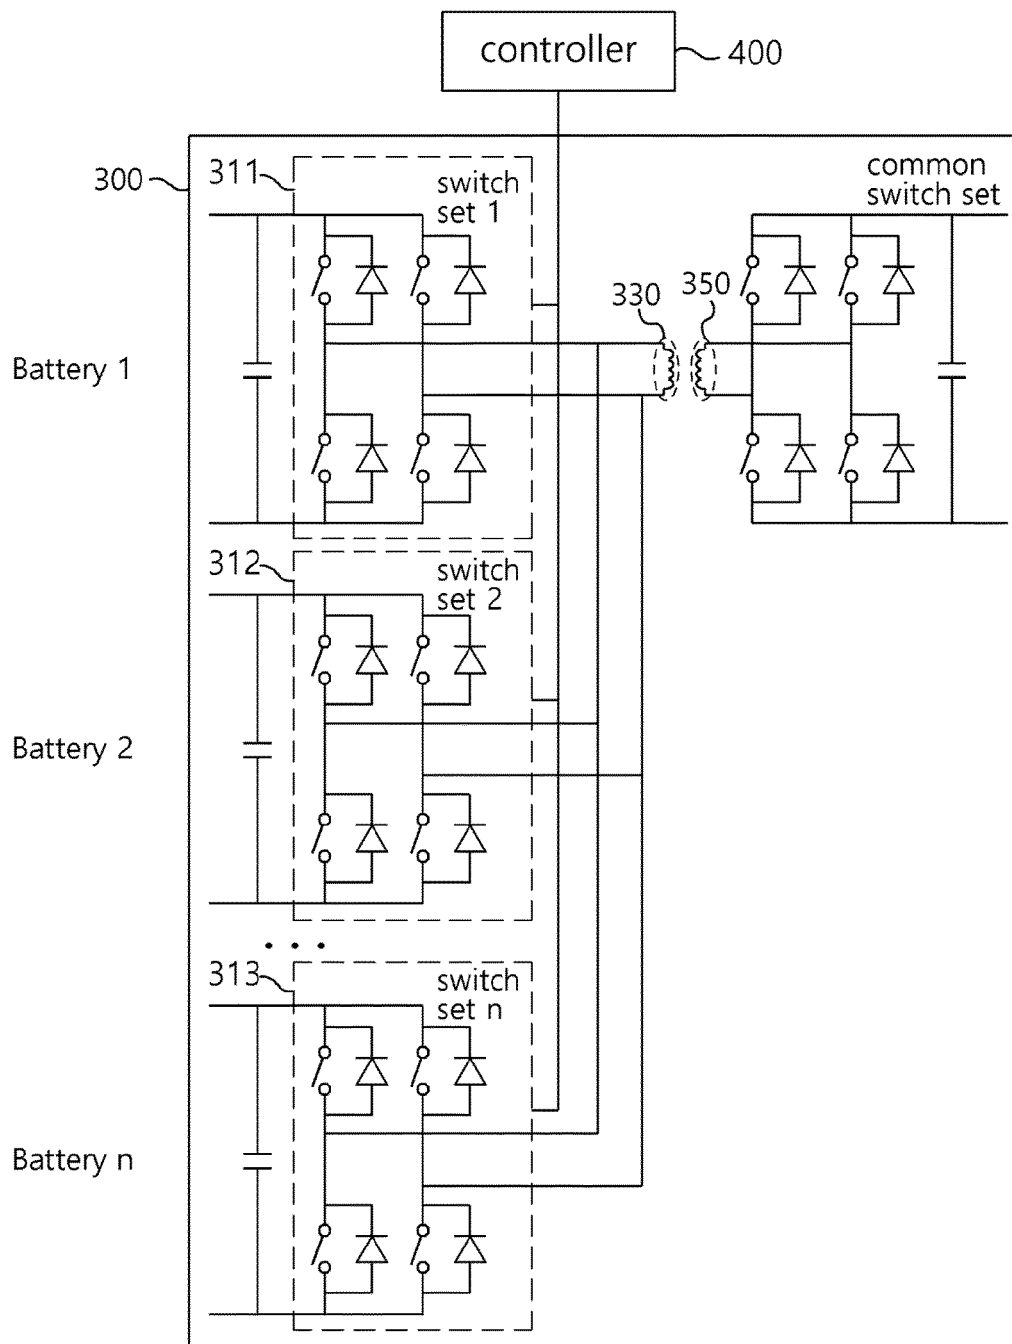 controller
400
300
311
switch
set 1
common
switch set
330
350
Battery 1
312
switch
set 2
Battery 2
. . .
313
switch
set n
Battery n